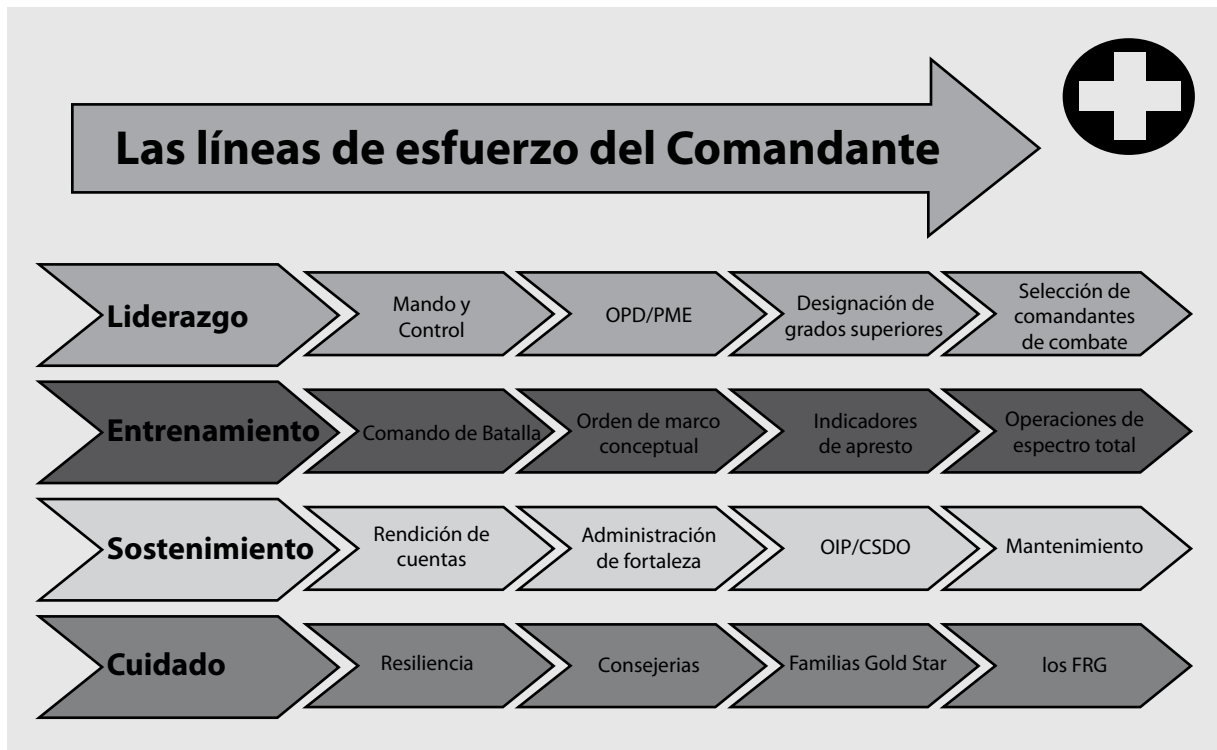 Las líneas de esfuerzo del Comandante
Liderazgo
Mando y
Control
OPD/PME
Designación de
grados superiores
Selección de
comandantes
de combate
Entrenamiento
Comando de Batalla
Orden de marco
conceptual
Indicadores
de apresto
Operaciones de
espectro total
Sostenimiento
Rendición de
cuentas
Administración
de fortaleza
OIP/CSDO
Mantenimiento
Cuidado
Resiliencia
Consejerias
Familias Gold Star
los FRG